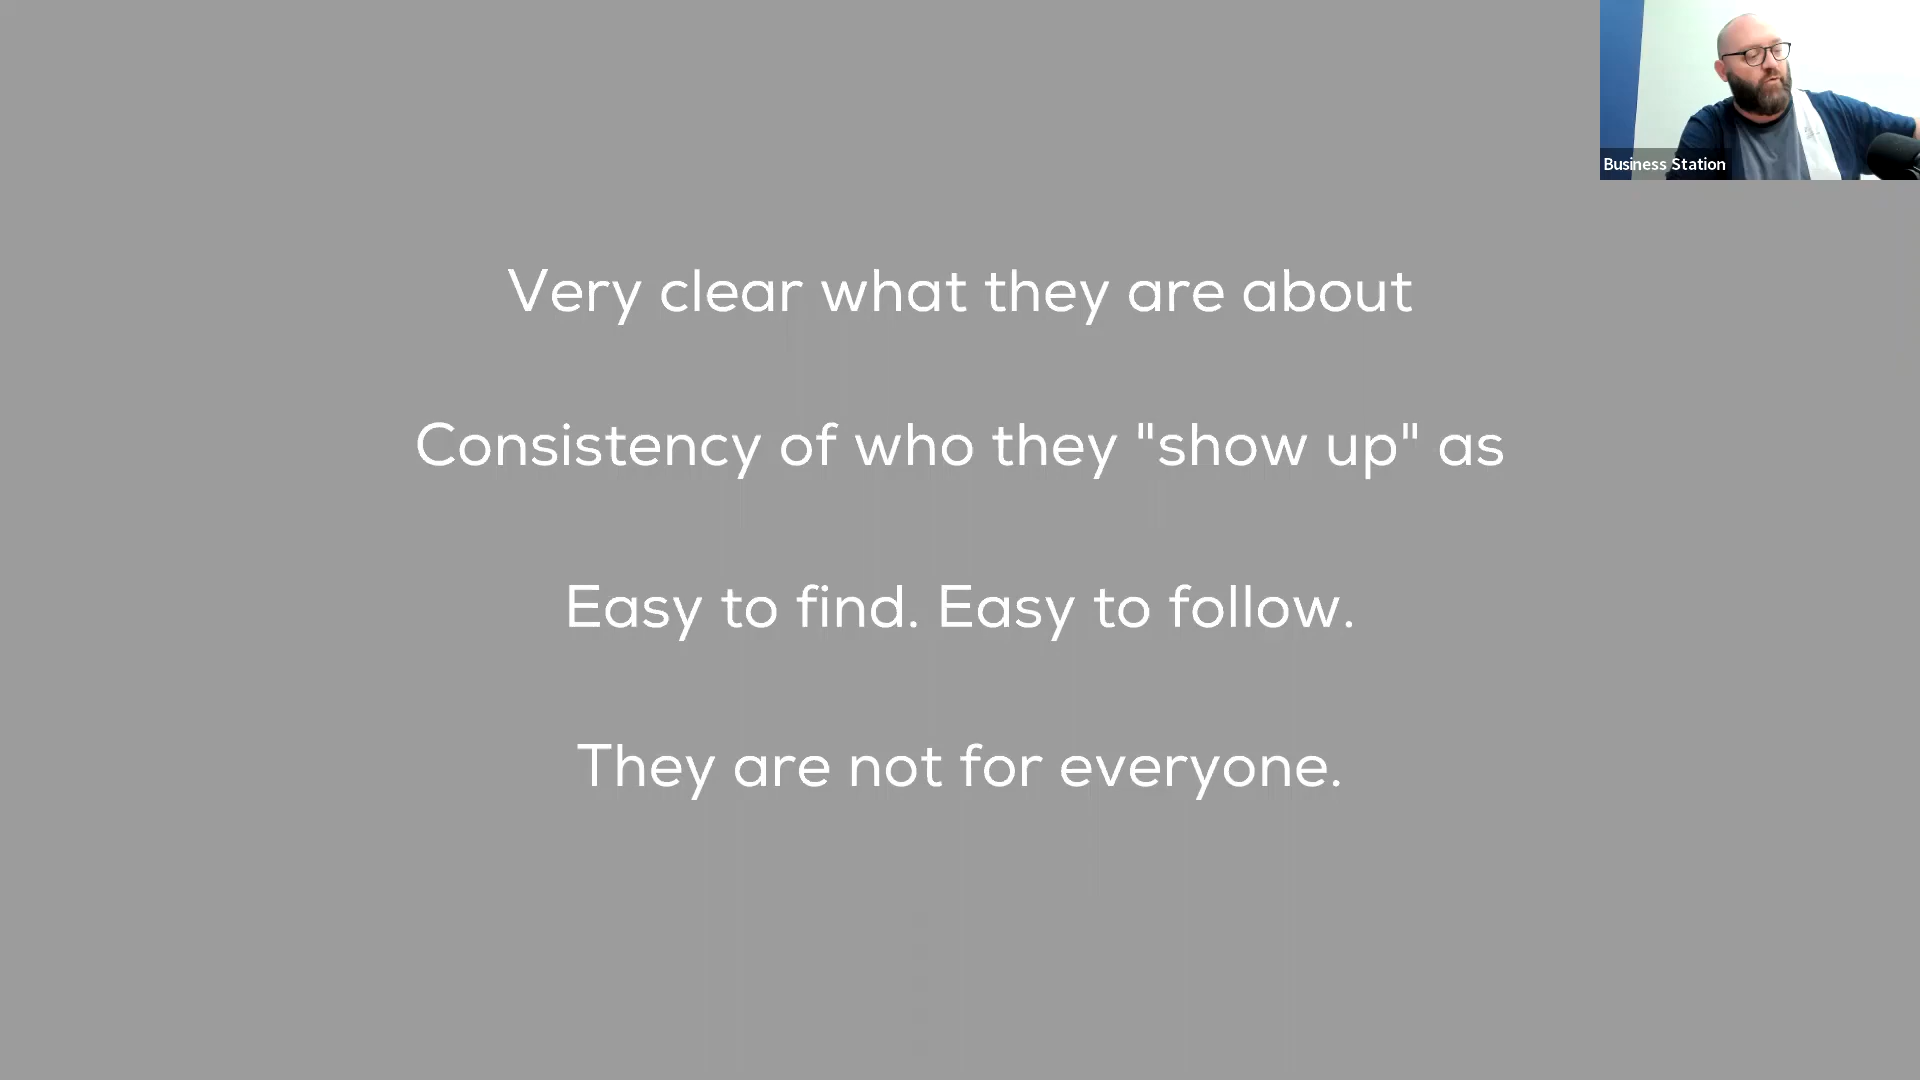 Business Station
Very clear what they are about
Consistency of who they "show up" as
Easy to find. Easy to follow.
They are not for everyone.